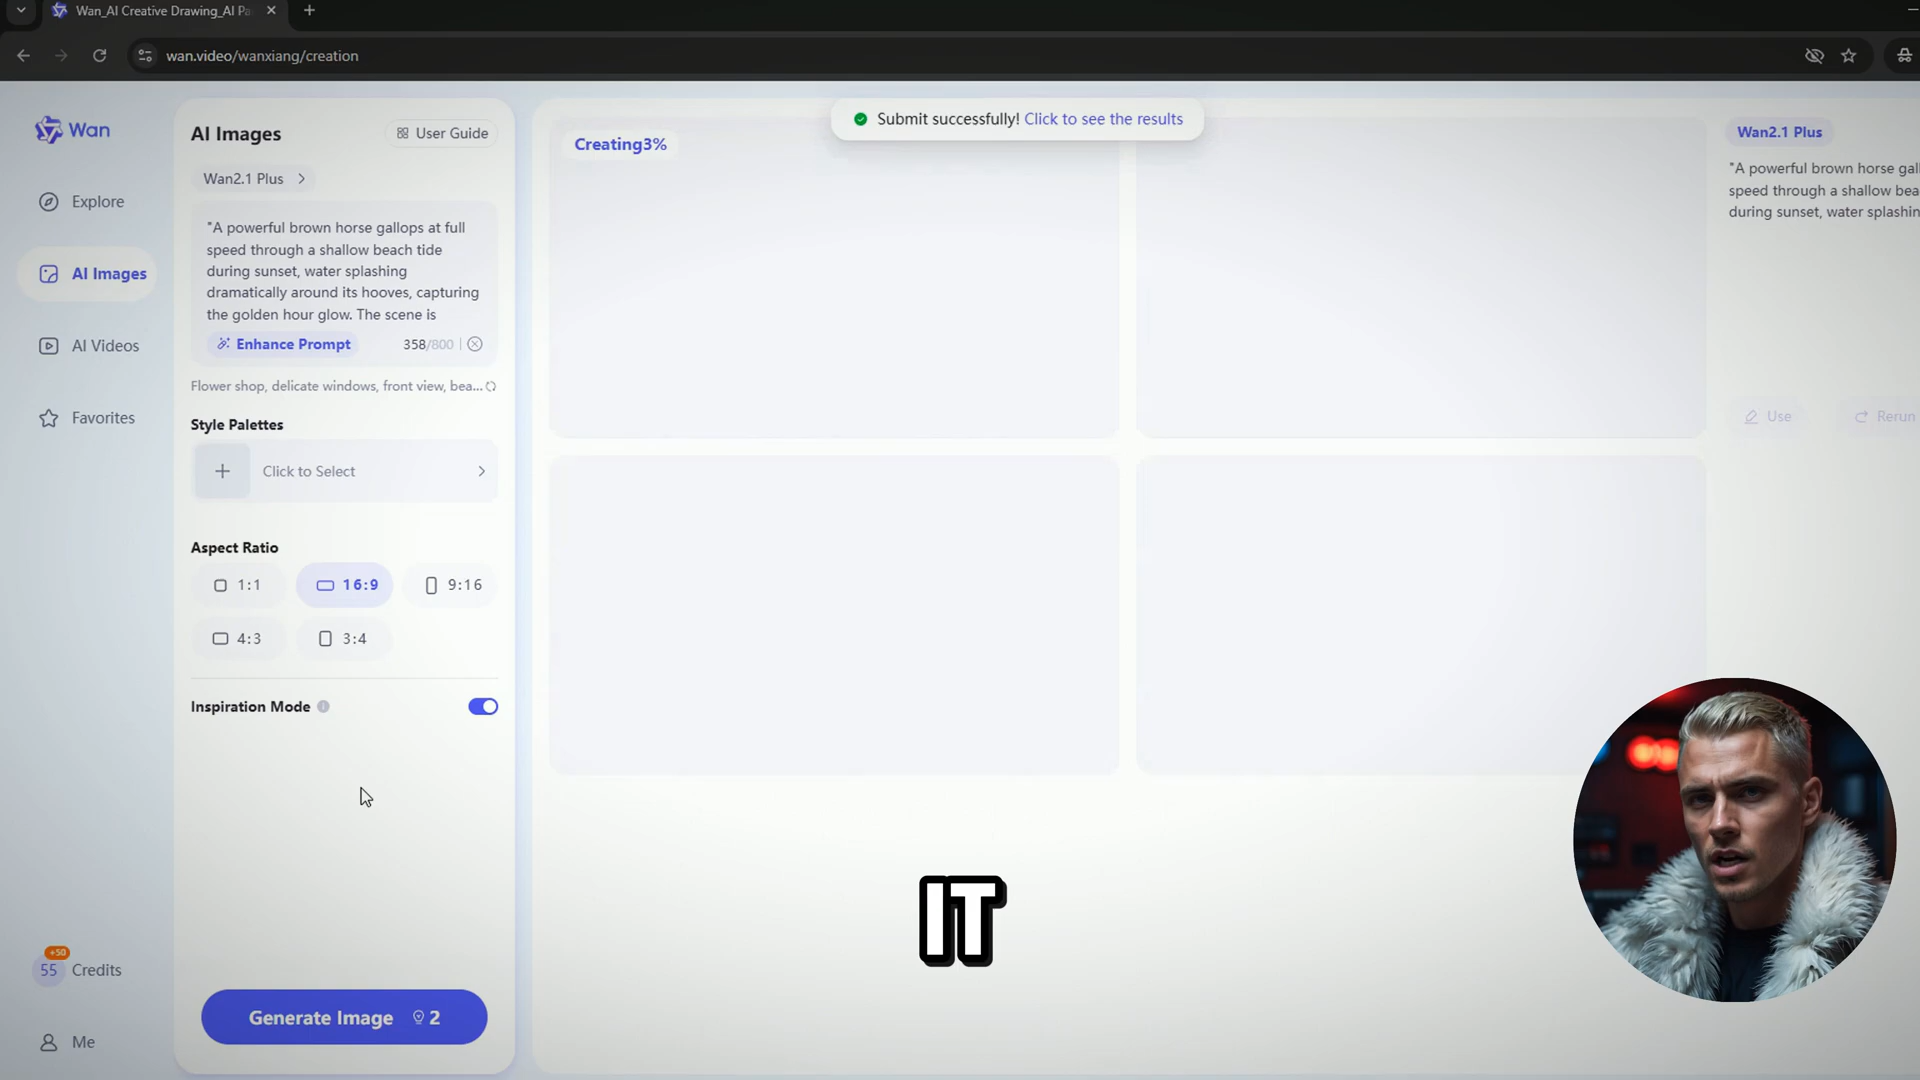 Wan_AI Creative Drawing_AI Pa
wan.video/wanxiang/creation
Wan
Explore
AI Images
AI Videos
Favorites
+50
55 Credits
Me
AI Images
User Guide
Wan2.1 Plus
"A powerful brown horse gallops at full
speed through a shallow beach tide
during sunset, water splashing
dramatically around its hooves, capturing
the golden hour glow. The scene is
Enhance Prompt
358/800
Flower shop, delicate windows, front view, bea...
Style Palettes
Click to Select
Aspect Ratio
1:1
16:9
9:16
4:3
3:4
Inspiration Mode
Generate Image 2
Submit successfully! Click to see the results
Creating3%
Wan2.1 Plus
"A powerful brown horse gal
speed through a shallow bea
during sunset, water splashin
Use
Rerun
IT